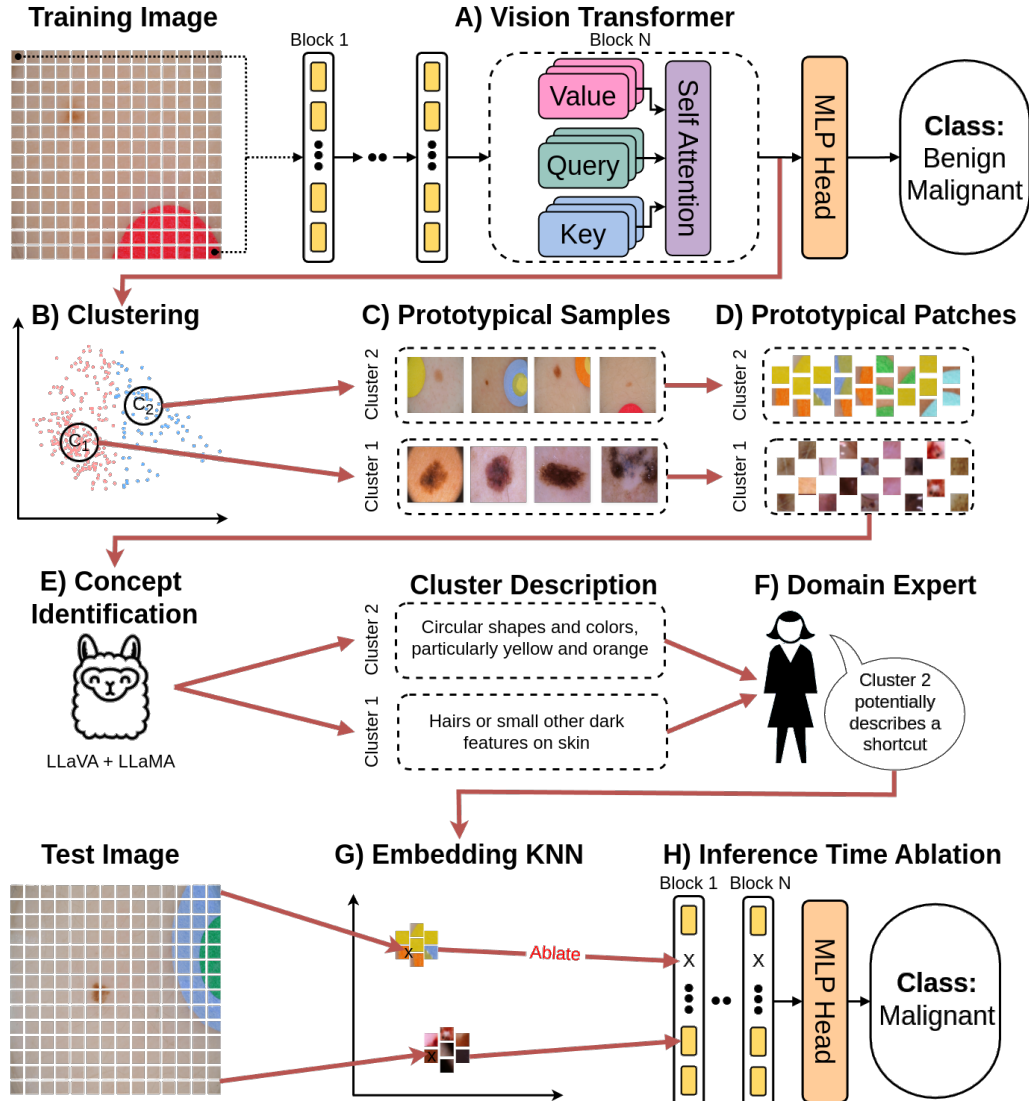 Training Image
A) Vision Transformer
Block 1
Block N
Value
Query
Key
Self Attention
MLP Head
Class:
Benign
Malignant
B) Clustering
C) Prototypical Samples
D) Prototypical Patches
C2
C1
Cluster 2
Cluster 1
Cluster 2
Cluster 1
E) Concept
Identification
LLaVA + LLaMA
Cluster Description
Cluster 2
Circular shapes and colors,
particularly yellow and orange
Cluster 1
Hairs or small other dark
features on skin
F) Domain Expert
Cluster 2
potentially
describes a
shortcut
Test Image
G) Embedding KNN
H) Inference Time Ablation
x
x
Ablate
Block 1
Block N
x
x
MLP Head
Class:
Malignant